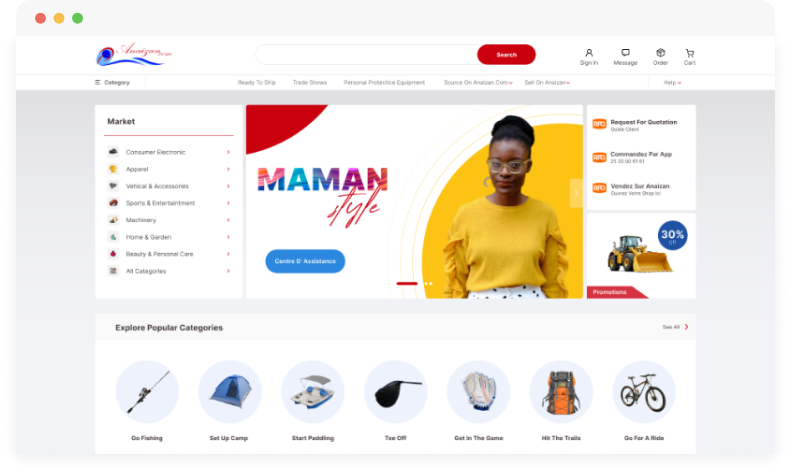 Anaizan.com
Search
Sign In
Message
Order
Cart
Category
Ready To Ship
Trade Shows
Personal Protectice Equipment
Source On Anaizan.Com
Sell On Anaizan
Help
Market
Consumer Electronic
Apparel
Vehical & Accessories
Sports & Entertaintment
Machinery
Home & Garden
Beauty & Personal Care
All Categories
MAMAN
style
Centre D' Assistance
RFQ
Request For Quotation
Guide Client
RFQ
Commandez Par App
25 33 00 61 61
RFQ
Vendez Sur Anaizan
Ouvrez Votre Shop Ici
30%
Off
Promotions
Explore Popular Categories
See All
Go Fishing
Set Up Camp
Start Paddling
Tee Off
Get In The Game
Hit The Trails
Go For A Ride